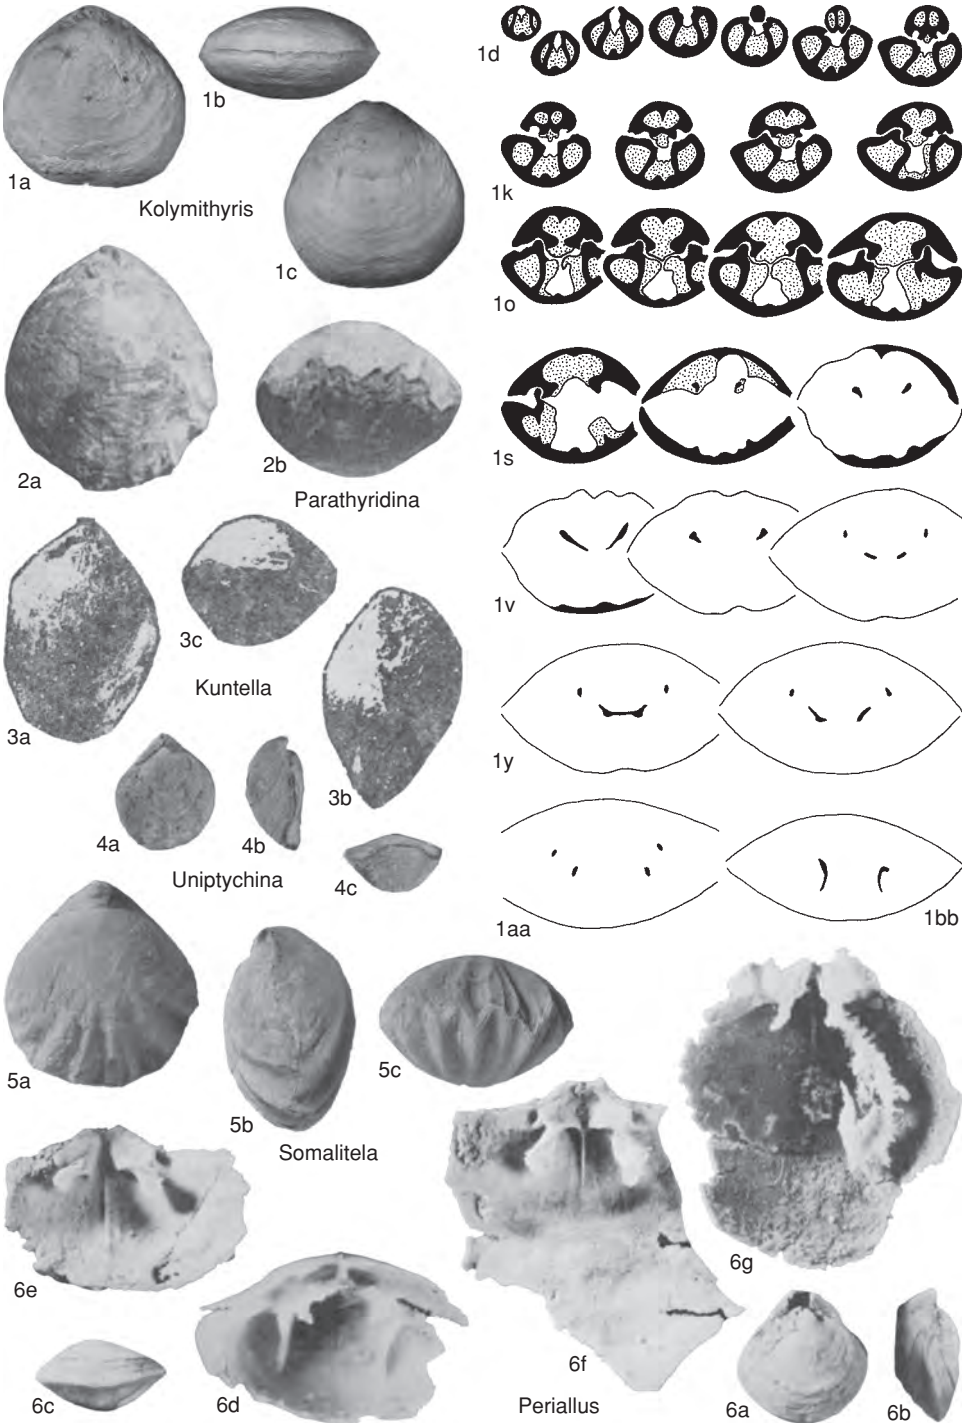 1a
1b
Kolymithyris
1c
2a
2b
Parathyridina
3a
3c
Kuntella
3b
4a
4b
Uniptychina
4c
5a
5b
5c
Somalitela
6e
6c
6d
6f
Periallus
6g
6a
6b
1d
1k
1o
1s
1v
1y
1aa
1bb